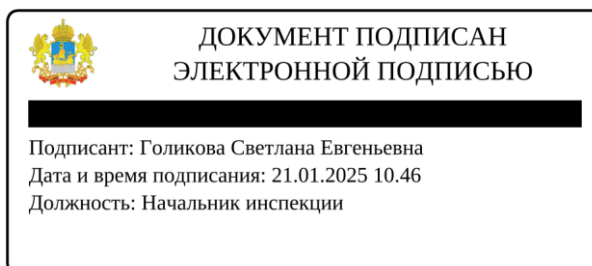 ДОКУМЕНТ ПОДПИСАН
ЭЛЕКТРОННОЙ ПОДПИСЬЮ
Подписант: Голикова Светлана Евгеньевна
Дата и время подписания: 21.01.2025 10.46
Должность: Начальник инспекции